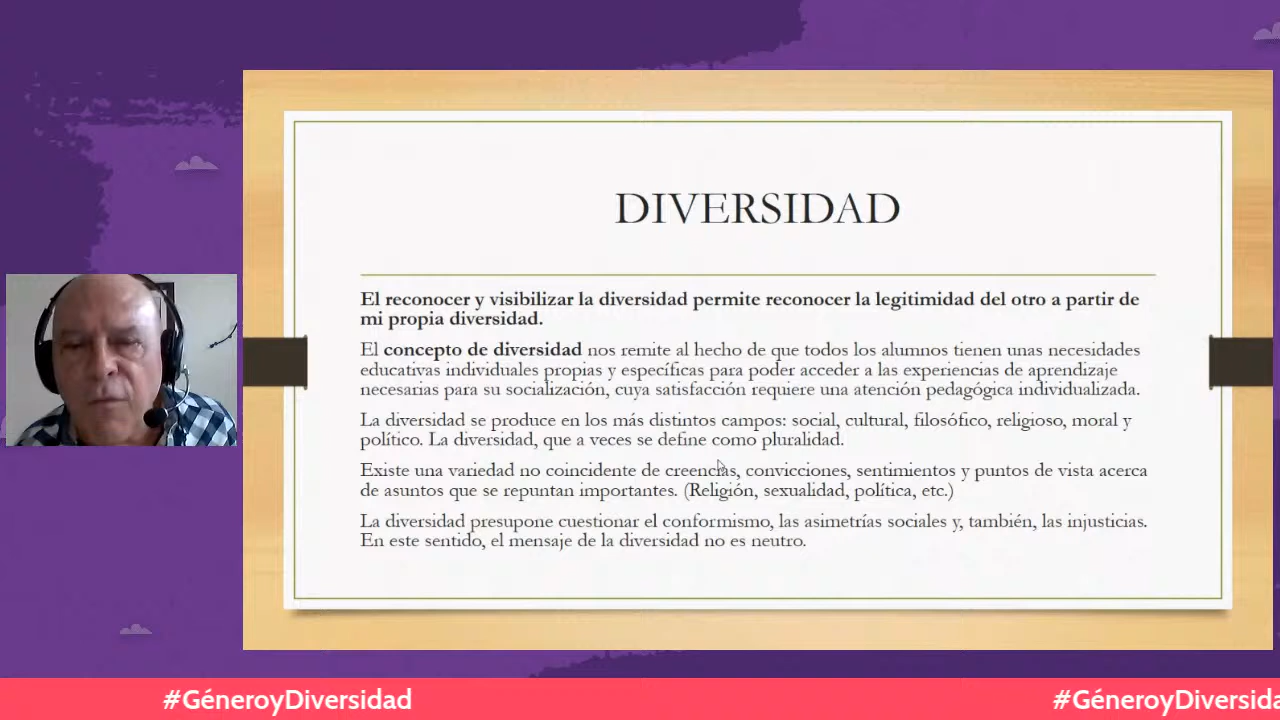 DIVERSIDAD
El reconocer y visibilizar la diversidad permite reconocer la legitimidad del otro a partir de
mi propia diversidad.
El concepto de diversidad nos remite al hecho de que todos los alumnos tienen unas necesidades
educativas individuales propias y específicas para poder acceder a las experiencias de aprendizaje
necesarias para su socialización, cuya satisfacción requiere una atención pedagógica individualizada.
La diversidad se produce en los más distintos campos: social, cultural, filosófico, religioso, moral y
político. La diversidad, que a veces se define como pluralidad.
Existe una variedad no coincidente de creencias, convicciones, sentimientos y puntos de vista acerca
de asuntos que se repuntan importantes. (Religión, sexualidad, política, etc.)
La diversidad presupone cuestionar el conformismo, las asimetrías sociales y, también, las injusticias.
En este sentido, el mensaje de la diversidad no es neutro.
#GéneroyDiversidad #GéneroyDiversida